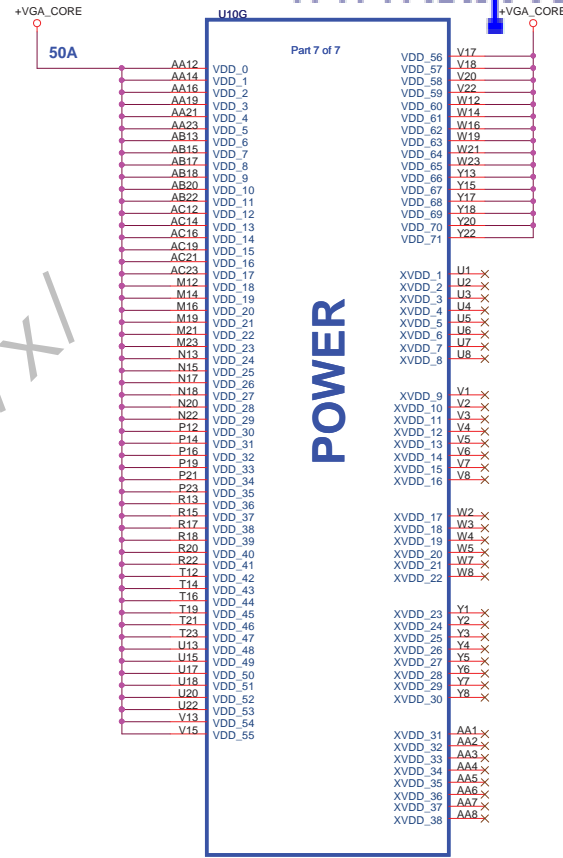 +VGA_CORE
U10G
+VGA_CORE
50A
Part 7 of 7
POWER
AA12 VDD_0
AA14 VDD_1
AA16 VDD_2
AA19 VDD_3
AA21 VDD_4
AA23 VDD_5
AB13 VDD_6
AB15 VDD_7
AB17 VDD_8
AB18 VDD_9
AB20 VDD_10
AB22 VDD_11
AC12 VDD_12
AC14 VDD_13
AC16 VDD_14
AC19 VDD_15
AC21 VDD_16
AC23 VDD_17
M12 VDD_18
M14 VDD_19
M16 VDD_20
M19 VDD_21
M21 VDD_22
M23 VDD_23
N13 VDD_24
N15 VDD_25
N17 VDD_26
N18 VDD_27
N20 VDD_28
N22 VDD_29
P12 VDD_30
P14 VDD_31
P16 VDD_32
P19 VDD_33
P21 VDD_34
P23 VDD_35
R13 VDD_36
R15 VDD_37
R17 VDD_38
R18 VDD_39
R20 VDD_40
R22 VDD_41
T12 VDD_42
T14 VDD_43
T16 VDD_44
T19 VDD_45
T21 VDD_46
T23 VDD_47
U13 VDD_48
U15 VDD_49
U17 VDD_50
U18 VDD_51
U20 VDD_52
U22 VDD_53
V13 VDD_54
V15 VDD_55
VDD_56 V17
VDD_57 V18
VDD_58 V20
VDD_59 V22
VDD_60 W12
VDD_61 W14
VDD_62 W16
VDD_63 W19
VDD_64 W21
VDD_65 W23
VDD_66 Y13
VDD_67 Y15
VDD_68 Y17
VDD_69 Y18
VDD_70 Y20
VDD_71 Y22
XVDD_1 U1
XVDD_2 U2
XVDD_3 U3
XVDD_4 U4
XVDD_5 U5
XVDD_6 U6
XVDD_7 U7
XVDD_8 U8
XVDD_9 V1
XVDD_10 V2
XVDD_11 V3
XVDD_12 V4
XVDD_13 V5
XVDD_14 V6
XVDD_15 V7
XVDD_16 V8
XVDD_17 W2
XVDD_18 W3
XVDD_19 W4
XVDD_20 W5
XVDD_21 W7
XVDD_22 W8
XVDD_23 Y1
XVDD_24 Y2
XVDD_25 Y3
XVDD_26 Y4
XVDD_27 Y5
XVDD_28 Y6
XVDD_29 Y7
XVDD_30 Y8
XVDD_31 AA1
XVDD_32 AA2
XVDD_33 AA3
XVDD_34 AA4
XVDD_35 AA5
XVDD_36 AA6
XVDD_37 AA7
XVDD_38 AA8